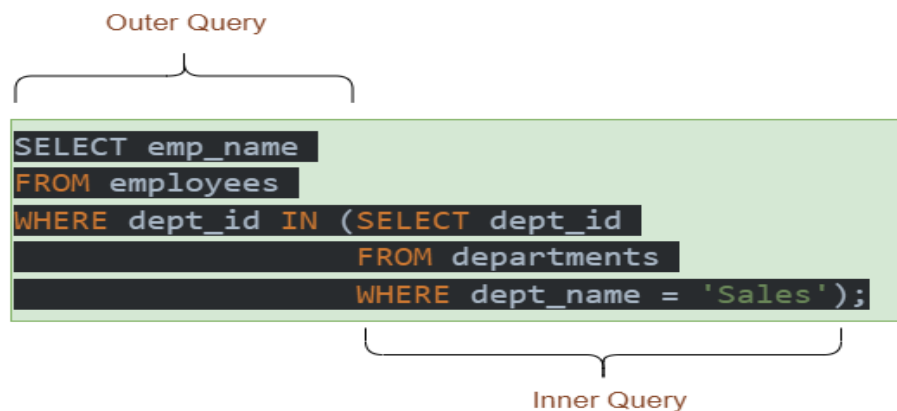 Outer Query
SELECT emp_name
FROM employees
WHERE dept_id IN (SELECT dept_id
FROM departments
WHERE dept_name = 'Sales');
Inner Query